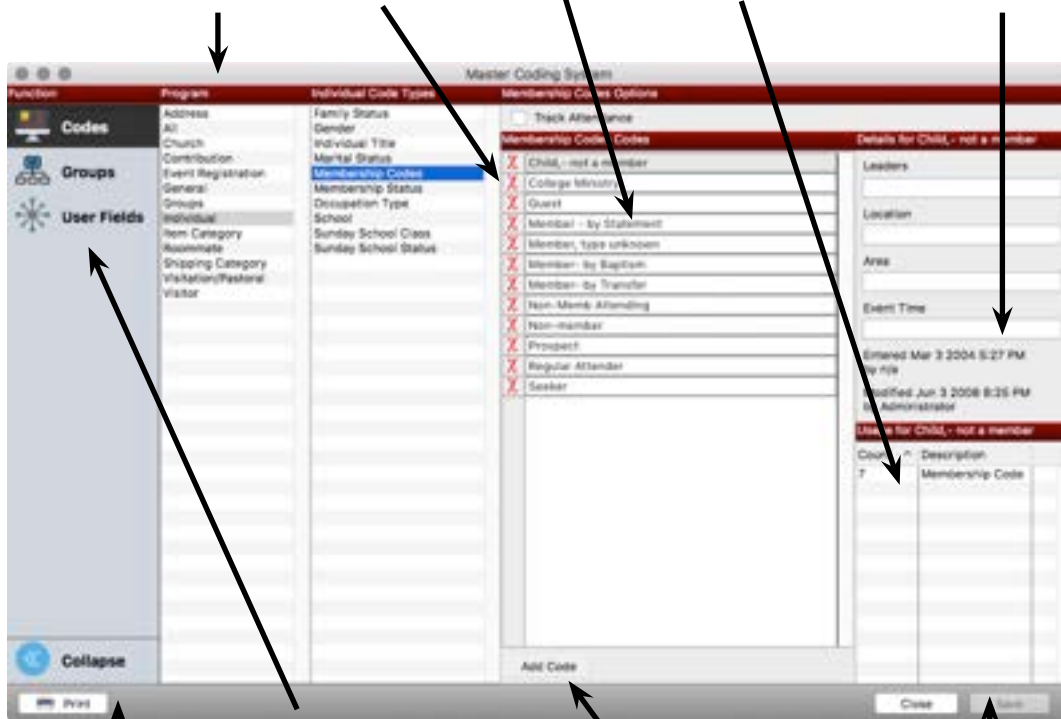 Master Coding System
Function
Codes
Groups
User Fields
Collapse
Print
Program
Address
All
Church
Contribution
Event Registration
General
Groups
Individual
Item Category
Roommate
Shipping Category
Visitation/Pastoral
Visitor
Individual Code Types
Family Status
Gender
Individual Title
Marital Status
Membership Codes
Membership Status
Occupation Type
School
Sunday School Class
Sunday School Status
Membership Codes Options
Track Attendance
Membership Codes Codes
Child,- not a member
College Ministry
Guest
Member - by Statement
Member, type unknown
Member- by Baptism
Member- by Transfer
Non-Memb Attending
Non-member
Prospect
Regular Attender
Seeker
Add Code
Details for Child,- not a member
Leaders
Location
Area
Event Time
Entered Mar 3 2004 5:27 PM
by n/a
Modified Jun 3 2008 8:25 PM
by Administrator
Usage for Child,- not a member
Count ^ Description
7 Membership Code
Close
Save